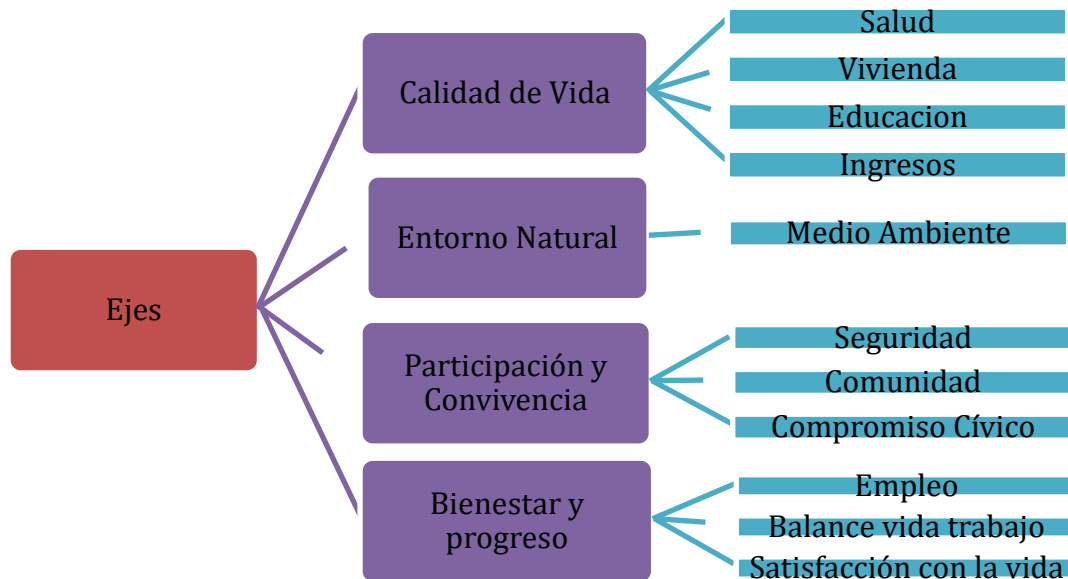 Ejes
Calidad de Vida
Salud
Vivienda
Educacion
Ingresos
Entorno Natural
Medio Ambiente
Participación y
Convivencia
Seguridad
Comunidad
Compromiso Cívico
Bienestar y
progreso
Empleo
Balance vida trabajo
Satisfacción con la vida